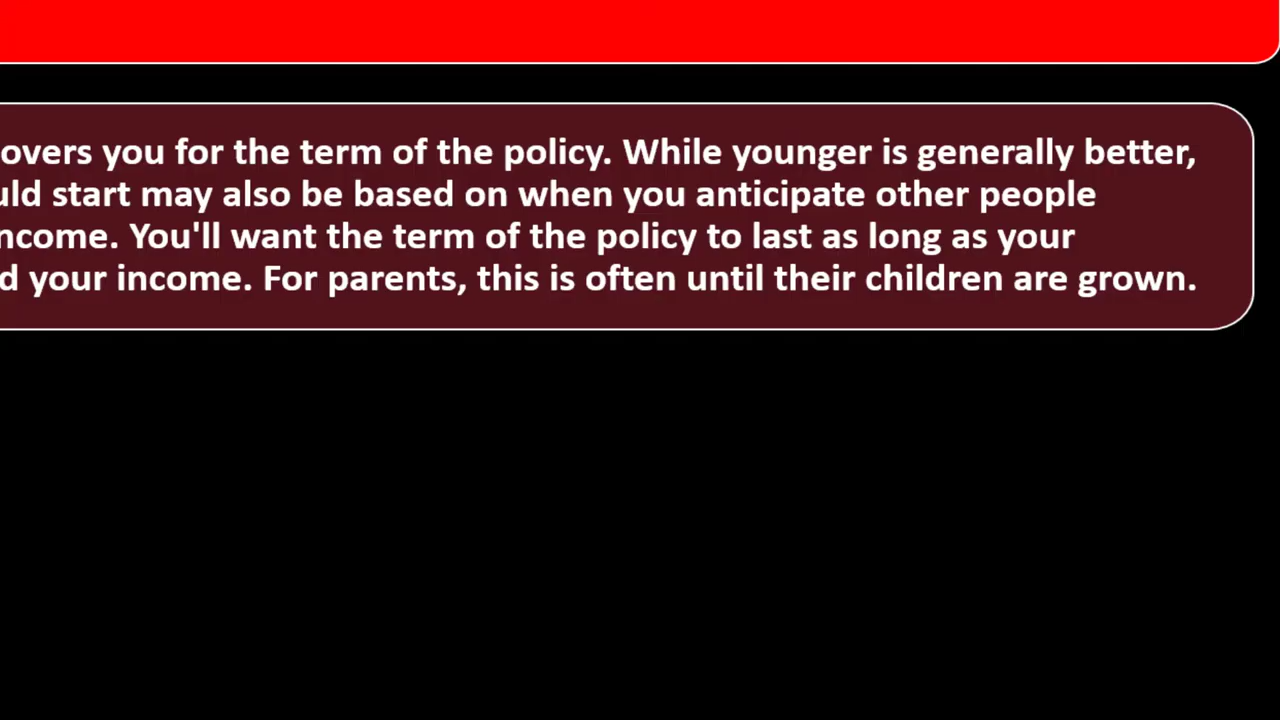 overs you for the term of the policy. While younger is generally better,
uld start may also be based on when you anticipate other people
ncome. You'll want the term of the policy to last as long as your
d your income. For parents, this is often until their children are grown.